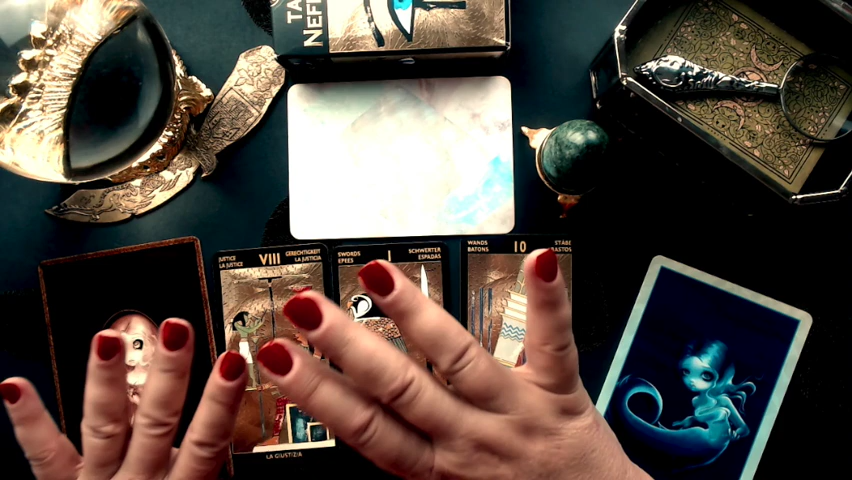 TA
NEF
JUSTICE
LA JUSTICE
VIII
GERECHTIGKEIT
LA JUSTICIA
SWORDS
EPEES
I
SCHWERTER
ESPADAS
WANDS
BATONS
10
STÄBE
BASTOS
LA GIUSTIZIA